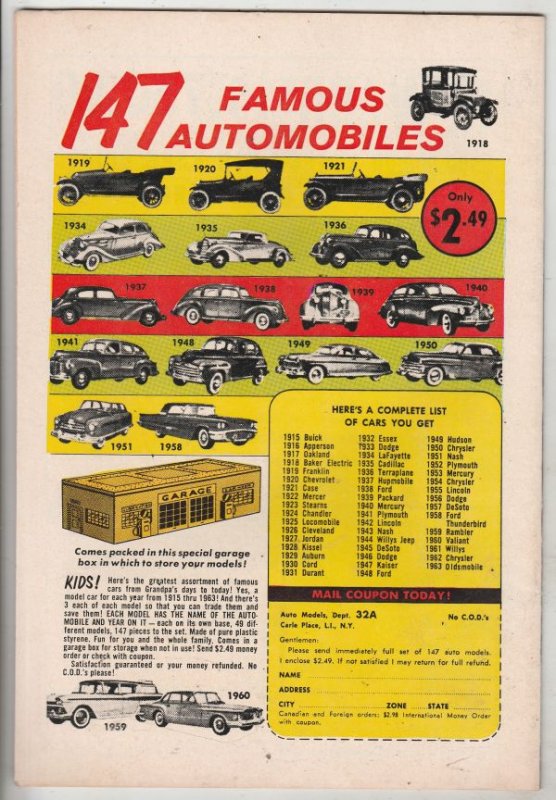 147 FAMOUS
AUTOMOBILES
1918
1919
1920
1921
Only
$2.49
1934
1935
1936
1937
1938
1939
1940
1941
1948
1949
1950
1951
1958
HERE'S A COMPLETE LIST
OF CARS YOU GET
1915 Buick
1916 Apperson
1917 Oakland
1918 Baker Electric
1919 Franklin
1920 Chevrolet
1921 Case
1922 Mercer
1923 Stearns
1924 Chandler
1925 Locomobile
1926 Cleveland
1927 Jordan
1928 Kissel
1929 Auburn
1930 Cord
1931 Durant
1932 Essex
1933 Dodge
1934 LaFayette
1935 Cadillac
1936 Terraplane
1937 Hupmobile
1938 Ford
1939 Packard
1940 Mercury
1941 Plymouth
1942 Lincoln
1943 Nash
1944 Willys Jeep
1945 DeSoto
1946 Dodge
1947 Kaiser
1948 Ford
1949 Hudson
1950 Chrysler
1951 Nash
1952 Plymouth
1953 Mercury
1954 Chrysler
1955 Lincoln
1956 Dodge
1957 DeSoto
1958 Ford
Thunderbird
1959 Rambler
1960 Valiant
1961 Willys
1962 Chrysler
1963 Oldsmobile
GARAGE
Comes packed in this special garage
box in which to store your models!
KIDS! Here's the greatest assortment of famous
cars from Grandpa's days to today! Yes, a
model car for each year from 1915 thru 1963! And there's
3 each of each model so that you can trade them and
save them! EACH MODEL HAS THE NAME OF THE AUTO-
MOBILE AND YEAR ON IT — each on its own base, 49 dif-
ferent models, 147 pieces to the set. Made of pure plastic
styrene. Fun for you and the whole family. Comes in a
garage box for storage when not in use! Send $2.49 money
order or check with coupon.
Satisfaction guaranteed or your money refunded. No
C.O.D.'s please!
1959
1960
MAIL COUPON TODAY!
Auto Models, Dept. 32A No C.O.D.'s
Carle Place, L.I., N.Y.
Gentlemen:
Please send immediately full set of 147 auto models.
I enclose $2.49. If not satisfied I may return for full refund.
NAME
ADDRESS
CITY ZONE STATE
Canadian and Foreign orders: $2.98 International Money Order
with coupon.